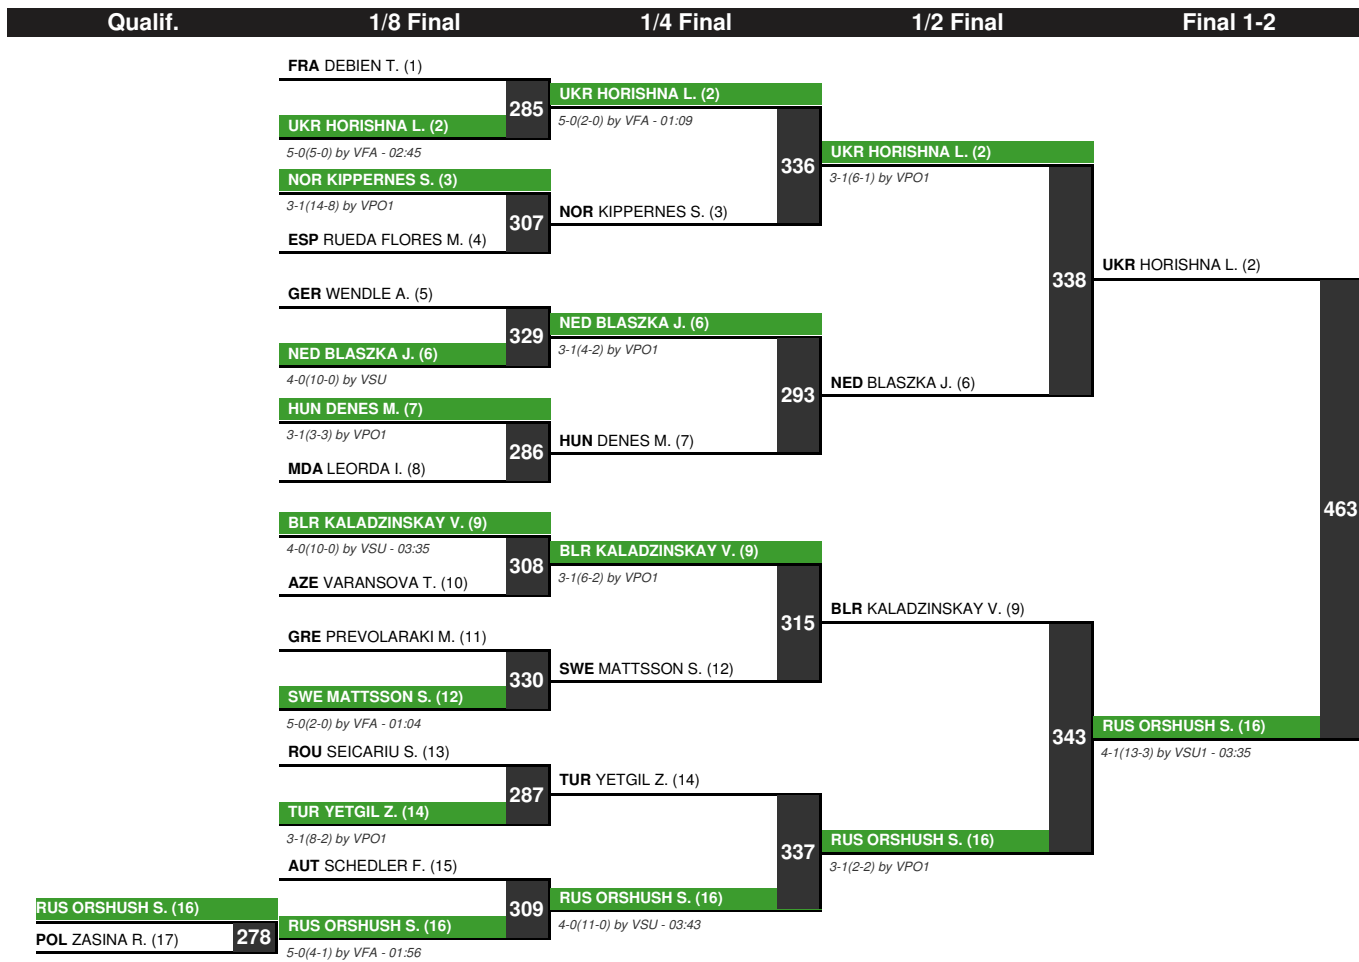 Qualif. 1/8 Final 1/4 Final 1/2 Final Final 1-2
FRA DEBIEN T. (1)
285
UKR HORISHNA L. (2)
5-0(5-0) by VFA - 02:45
NOR KIPPERNES S. (3)
3-1(14-8) by VPO1
307
ESP RUEDA FLORES M. (4)
GER WENDLE A. (5)
329
NED BLASZKA J. (6)
4-0(10-0) by VSU
HUN DENES M. (7)
3-1(3-3) by VPO1
286
MDA LEORDA I. (8)
BLR KALADZINSKAY V. (9)
4-0(10-0) by VSU - 03:35
308
AZE VARANSOVA T. (10)
GRE PREVOLARAKI M. (11)
330
SWE MATTSSON S. (12)
5-0(2-0) by VFA - 01:04
ROU SEICARIU S. (13)
287
TUR YETGIL Z. (14)
3-1(8-2) by VPO1
AUT SCHEDLER F. (15)
309
RUS ORSHUSH S. (16)
5-0(4-1) by VFA - 01:56
RUS ORSHUSH S. (16)
POL ZASINA R. (17)
278
UKR HORISHNA L. (2)
5-0(2-0) by VFA - 01:09
336
NOR KIPPERNES S. (3)
NED BLASZKA J. (6)
3-1(4-2) by VPO1
293
HUN DENES M. (7)
BLR KALADZINSKAY V. (9)
3-1(6-2) by VPO1
315
SWE MATTSSON S. (12)
TUR YETGIL Z. (14)
337
RUS ORSHUSH S. (16)
4-0(11-0) by VSU - 03:43
UKR HORISHNA L. (2)
3-1(6-1) by VPO1
338
NED BLASZKA J. (6)
BLR KALADZINSKAY V. (9)
343
RUS ORSHUSH S. (16)
3-1(2-2) by VPO1
UKR HORISHNA L. (2)
463
RUS ORSHUSH S. (16)
4-1(13-3) by VSU1 - 03:35